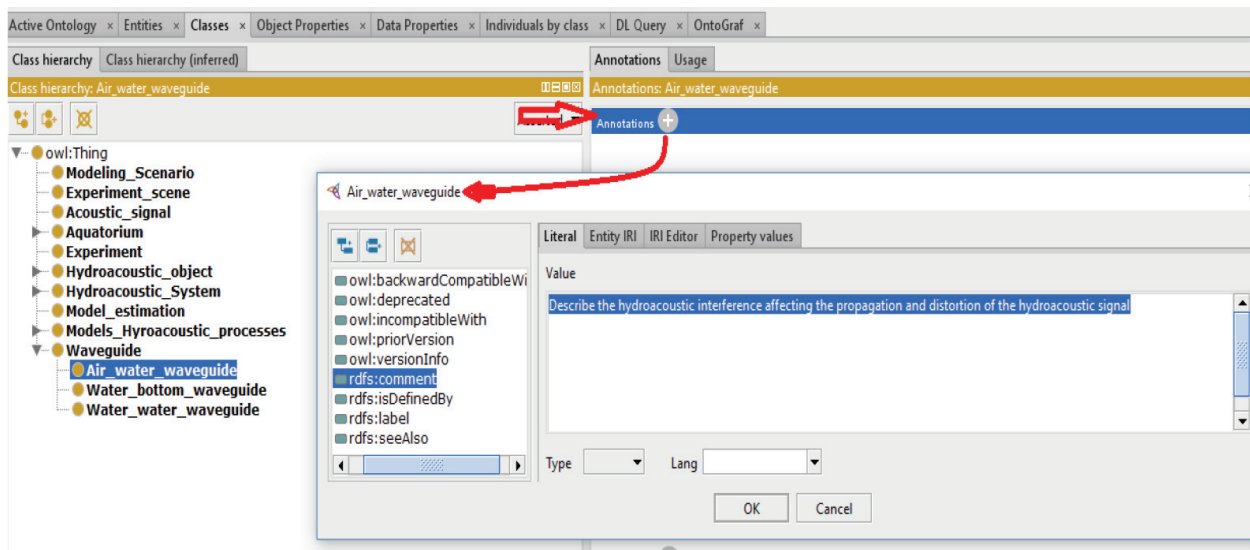 Active Ontology × Entities × Classes × Object Properties × Data Properties × Individuals by class × DL Query × OntoGraf ×
Class hierarchy Class hierarchy (inferred)
Annotations Usage
Class hierarchy: Air_water_waveguide
Annotations: Air_water_waveguide
Annotations
owl:Thing
Modeling_Scenario
Experiment_scene
Acoustic_signal
Aquatorium
Experiment
Hydroacoustic_object
Hydroacoustic_System
Model_estimation
Models_Hyroacoustic_processes
Waveguide
Air_water_waveguide
Water_bottom_waveguide
Water_water_waveguide
Air_water_waveguide
owl:backwardCompatibleWi
owl:deprecated
owl:incompatibleWith
owl:priorVersion
owl:versionInfo
rdfs:comment
rdfs:isDefinedBy
rdfs:label
rdfs:seeAlso
Literal Entity IRI IRI Editor Property values
Value
Describe the hydroacoustic interference affecting the propagation and distortion of the hydroacoustic signal
Type Lang
OK Cancel